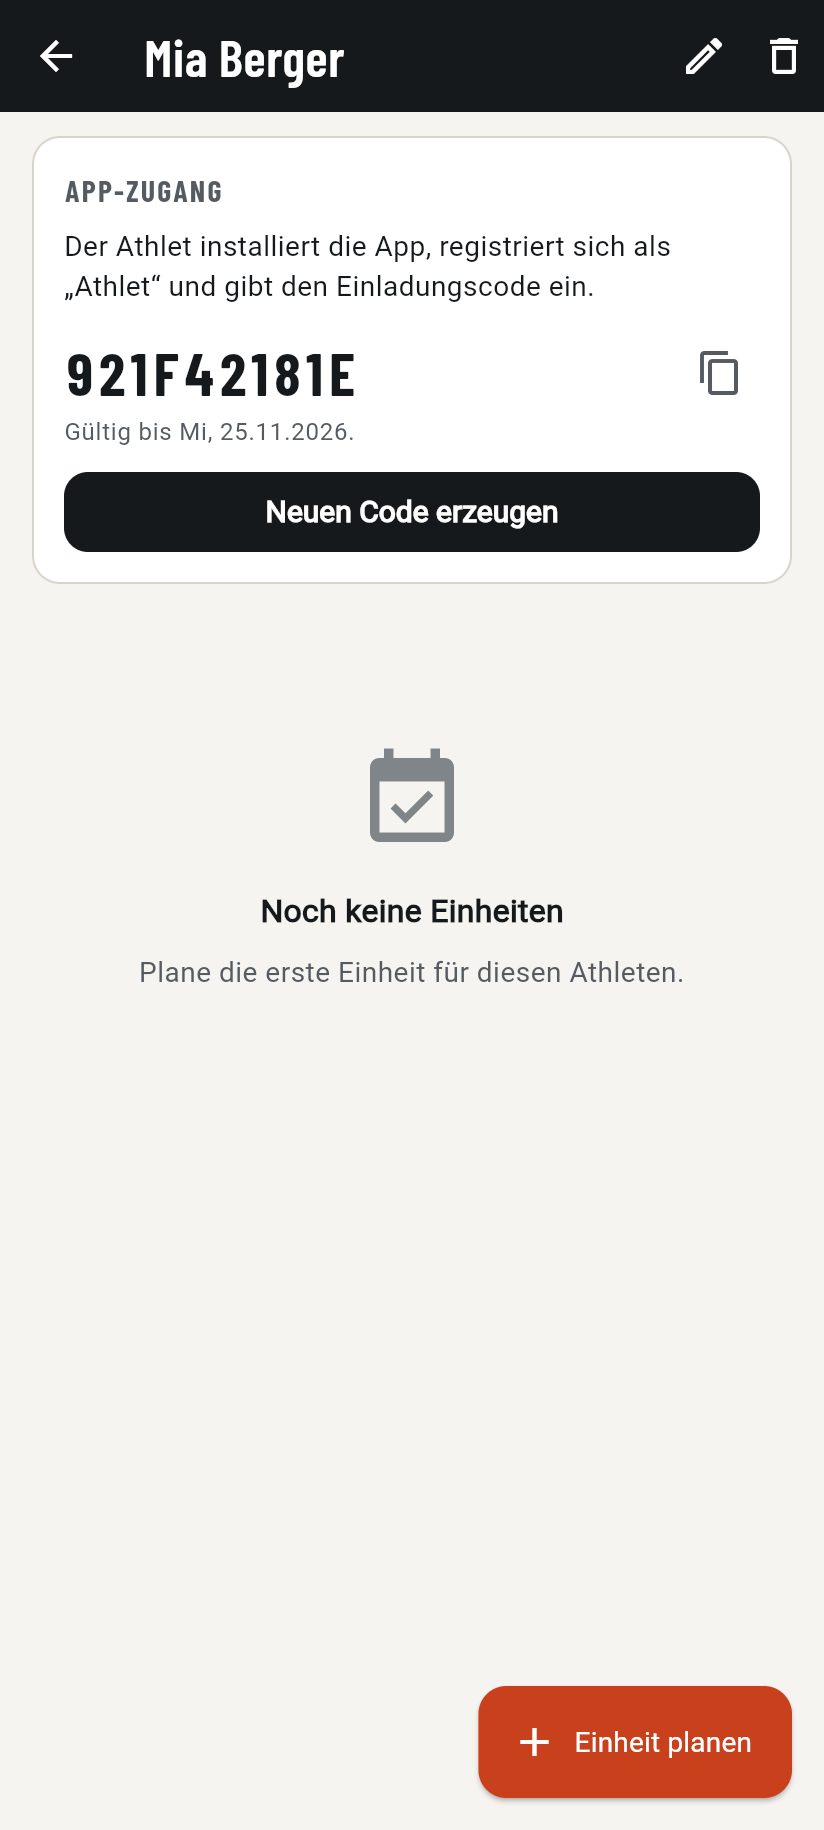 Mia Berger
APP-ZUGANG
Der Athlet installiert die App, registriert sich als
„Athlet“ und gibt den Einladungscode ein.
921F42181E
Gültig bis Mi, 25.11.2026.
Neuen Code erzeugen
Noch keine Einheiten
Plane die erste Einheit für diesen Athleten.
Einheit planen